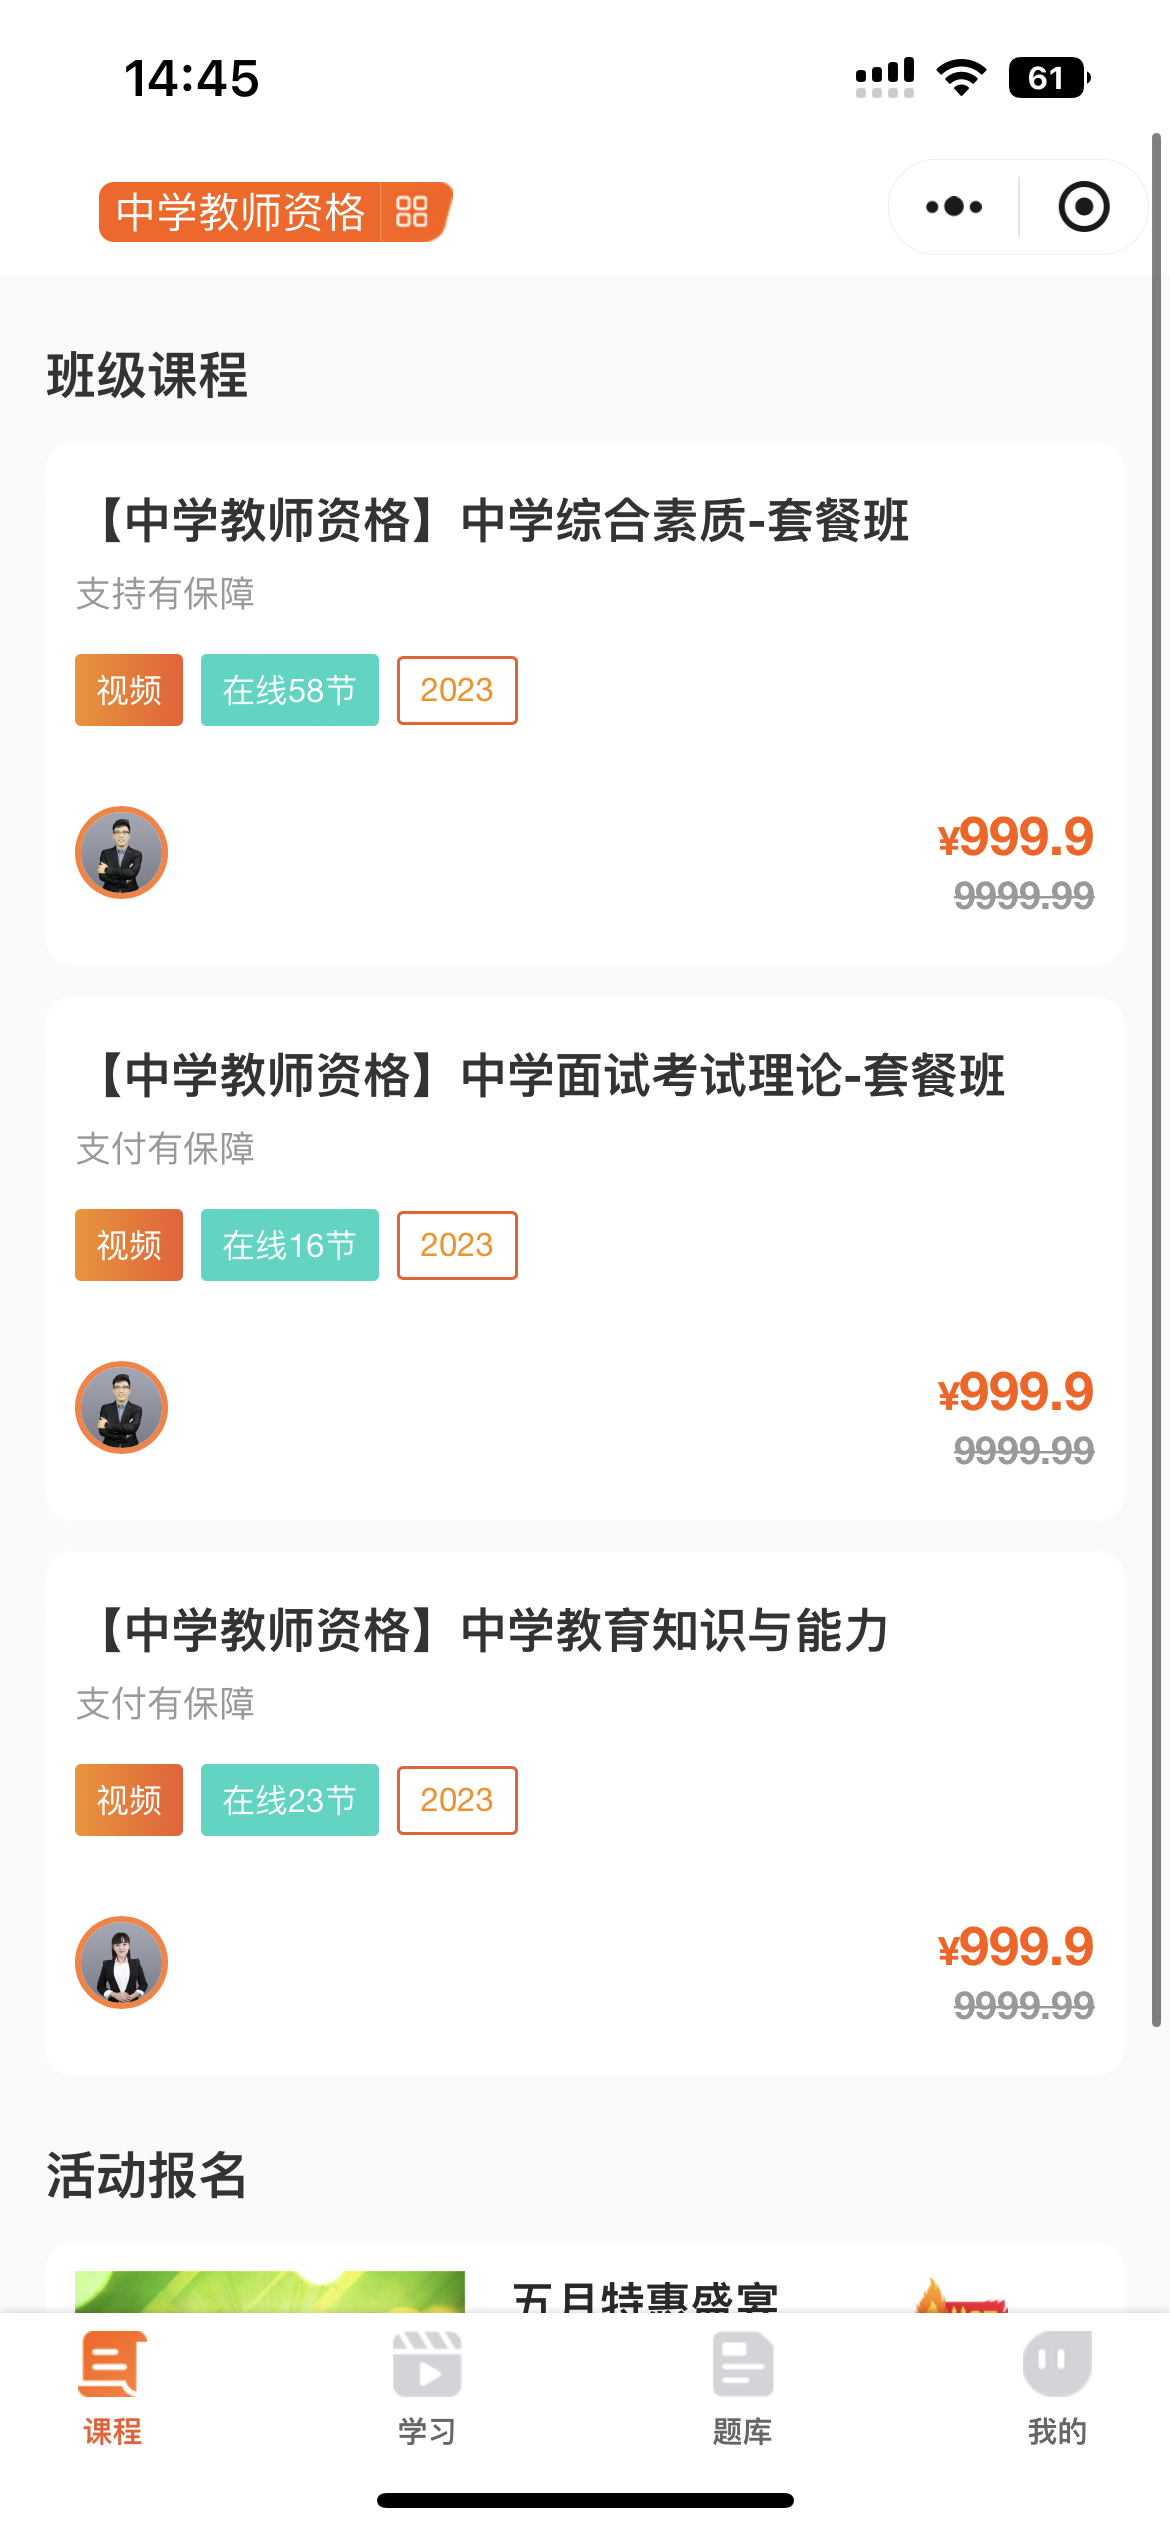 14:45
61
中学教师资格
班级课程
【中学教师资格】中学综合素质-套餐班
支持有保障
视频 在线58节 2023
¥999.9
9999.99
【中学教师资格】中学面试考试理论-套餐班
支付有保障
视频 在线16节 2023
¥999.9
9999.99
【中学教师资格】中学教育知识与能力
支付有保障
视频 在线23节 2023
¥999.9
9999.99
活动报名
五月特惠盛宴
课程 学习 题库 我的